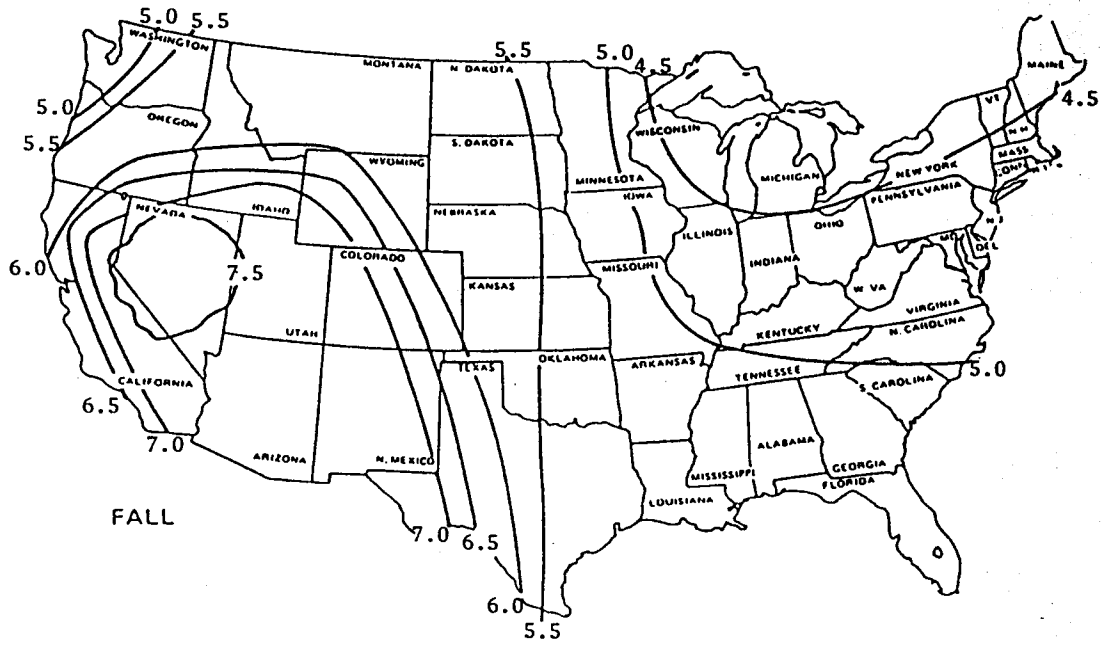 5.0 5.5
WASHINGTON
5.5
5.0
4.5
MONTANA
N. DAKOTA
MAINE
5.0
4.5
OREGON
VT
N H
WISCONSIN
5.5
S. DAKOTA
MASS
WYOMING
NEW YORK
CONN
R I
MINNESOTA
MICHIGAN
IOWA
PENNSYLVANIA
IDAHO
NEVADA
NEBRASKA
N J
ILLINOIS
OHIO
MD
DEL
COLORADO
INDIANA
6.0
7.5
MISSOURI
KANSAS
W. VA
VIRGINIA
UTAH
KENTUCKY
N. CAROLINA
OKLAHOMA
TEXAS
ARKANSAS
TENNESSEE
5.0
CALIFORNIA
S. CAROLINA
6.5
7.0
ALABAMA
ARIZONA
N. MEXICO
GEORGIA
MISSISSIPPI
FLORIDA
LOUISIANA
FALL
7.0
6.5
6.0
5.5